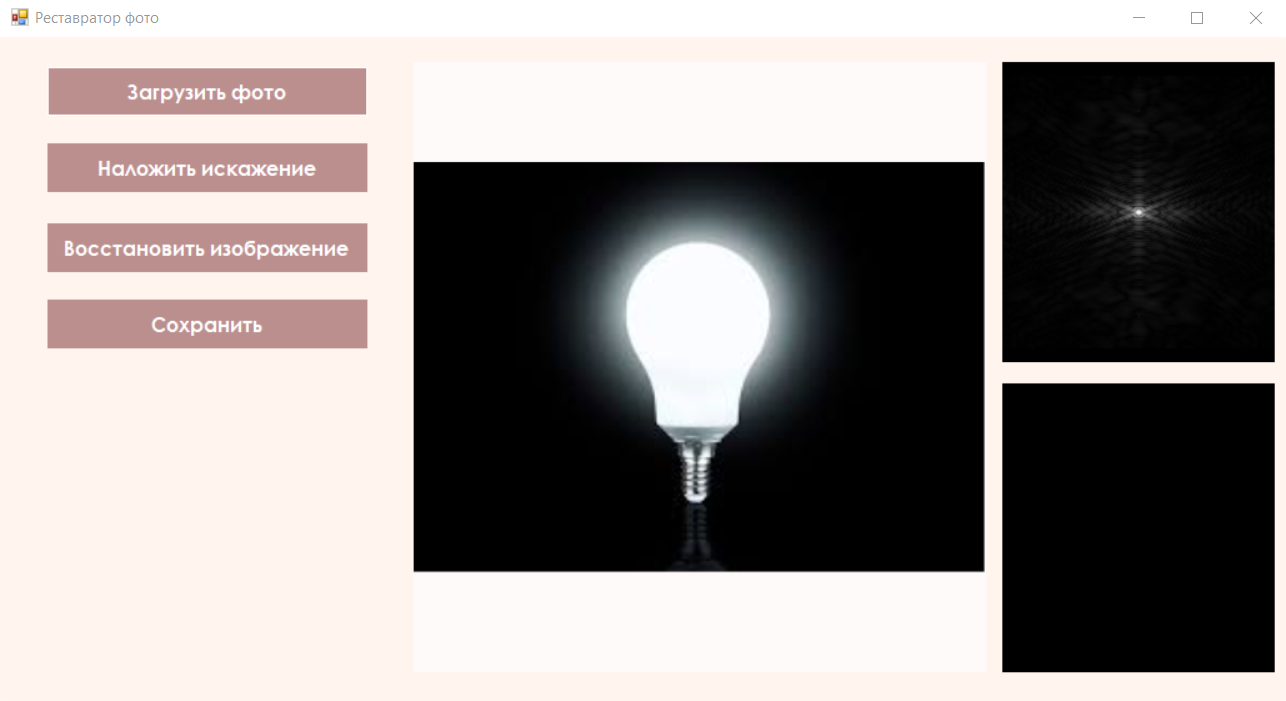 Реставратор фото
Загрузить фото
Наложить искажение
Восстановить изображение
Сохранить